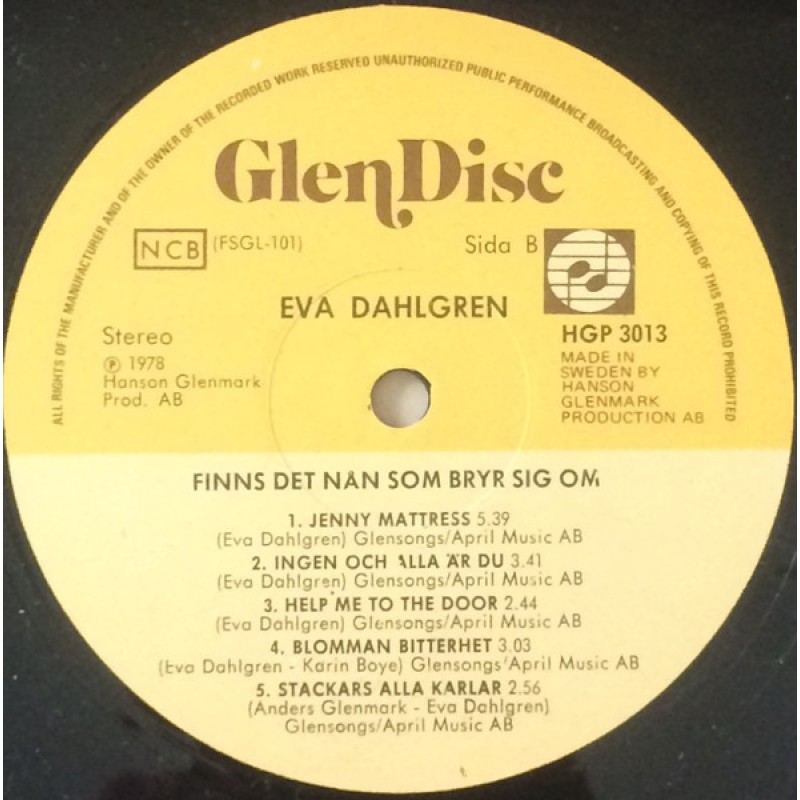 ALL RIGHTS OF THE MANUFACTURER AND OF THE OWNER OF THE RECORDED WORK RESERVED UNAUTHORIZED PUBLIC PERFORMANCE BROADCASTING AND COPYING OF THIS RECORD PROHIBITED
GlenDisc
NCB (FSGL-101) Sida B
EVA DAHLGREN
Stereo
℗ 1978
Hanson Glenmark
Prod. AB
HGP 3013
MADE IN
SWEDEN BY
HANSON
GLENMARK
PRODUCTION AB
FINNS DET NÅN SOM BRYR SIG OM
1. JENNY MATTRESS 5.39
(Eva Dahlgren) Glensongs/April Music AB
2. INGEN OCH ALLA ÄR DU 3.41
(Eva Dahlgren) Glensongs/April Music AB
3. HELP ME TO THE DOOR 2.44
(Eva Dahlgren) Glensongs/April Music AB
4. BLOMMAN BITTERHET 3.03
(Eva Dahlgren - Karin Boye) Glensongs/April Music AB
5. STACKARS ALLA KARLAR 2.56
(Anders Glenmark - Eva Dahlgren)
Glensongs/April Music AB